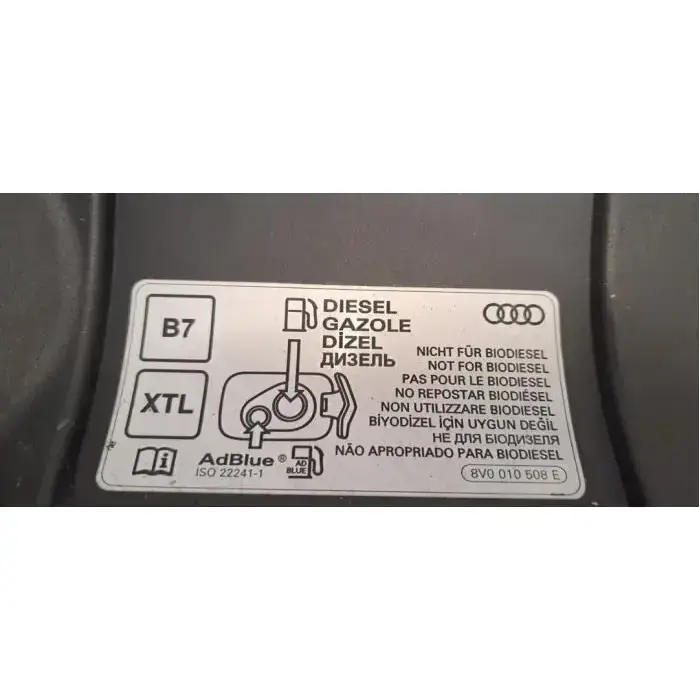 B7
XTL
DIESEL
GAZOLE
DİZEL
ДИЗЕЛЬ
NICHT FÜR BIODIESEL
NOT FOR BIODIESEL
PAS POUR LE BIODIESEL
NO REPOSTAR BIODIÉSEL
NON UTILIZZARE BIODIESEL
BİYODİZEL İÇİN UYGUN DEĞİL
НЕ ДЛЯ БІОДИЗЕЛЯ
NÃO APROPRIADO PARA BIODIESEL
i
AdBlue®
ISO 22241-1
AD
BLUE
8V0 010 508 E